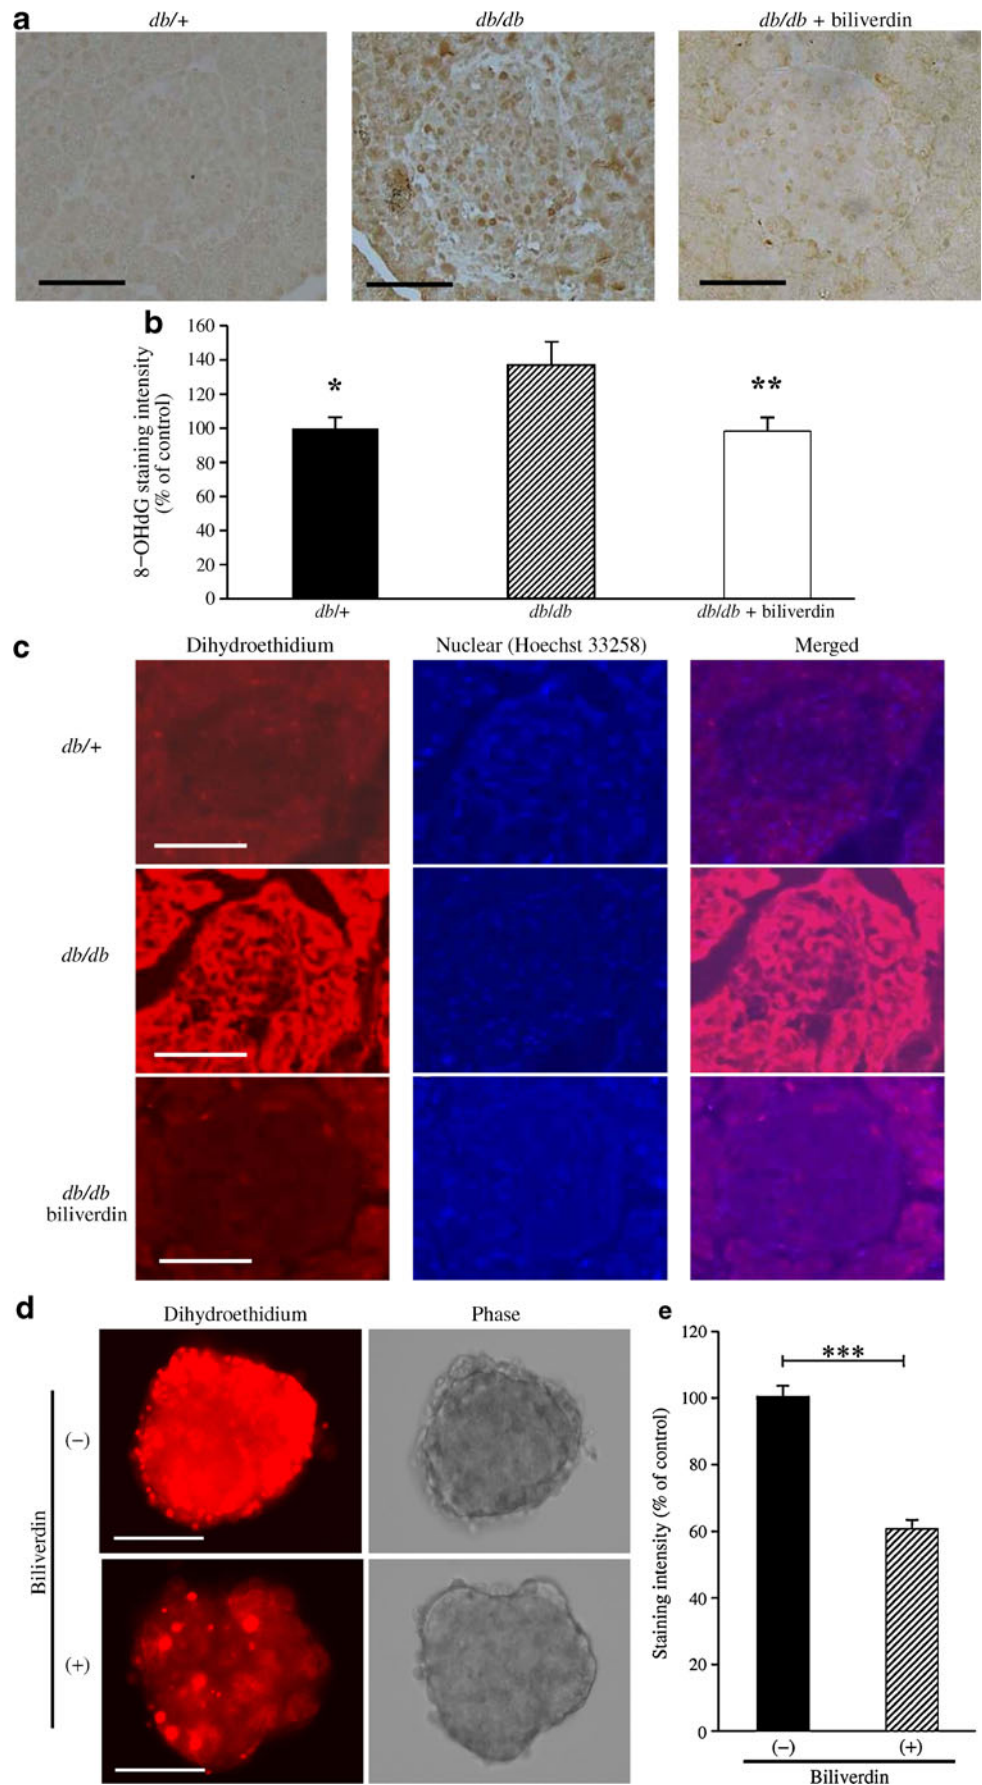 a
db/+
db/db
db/db + biliverdin
b
8–OHdG staining intensity
(% of control)
160
140
120
100
80
60
40
20
0
*
**
db/+
db/db
db/db + biliverdin
c
Dihydroethidium
Nuclear (Hoechst 33258)
Merged
db/+
db/db
db/db
biliverdin
d
Dihydroethidium
Phase
Biliverdin
(–)
(+)
e
Staining intensity (% of control)
120
100
80
60
40
20
0
***
(–)
(+)
Biliverdin